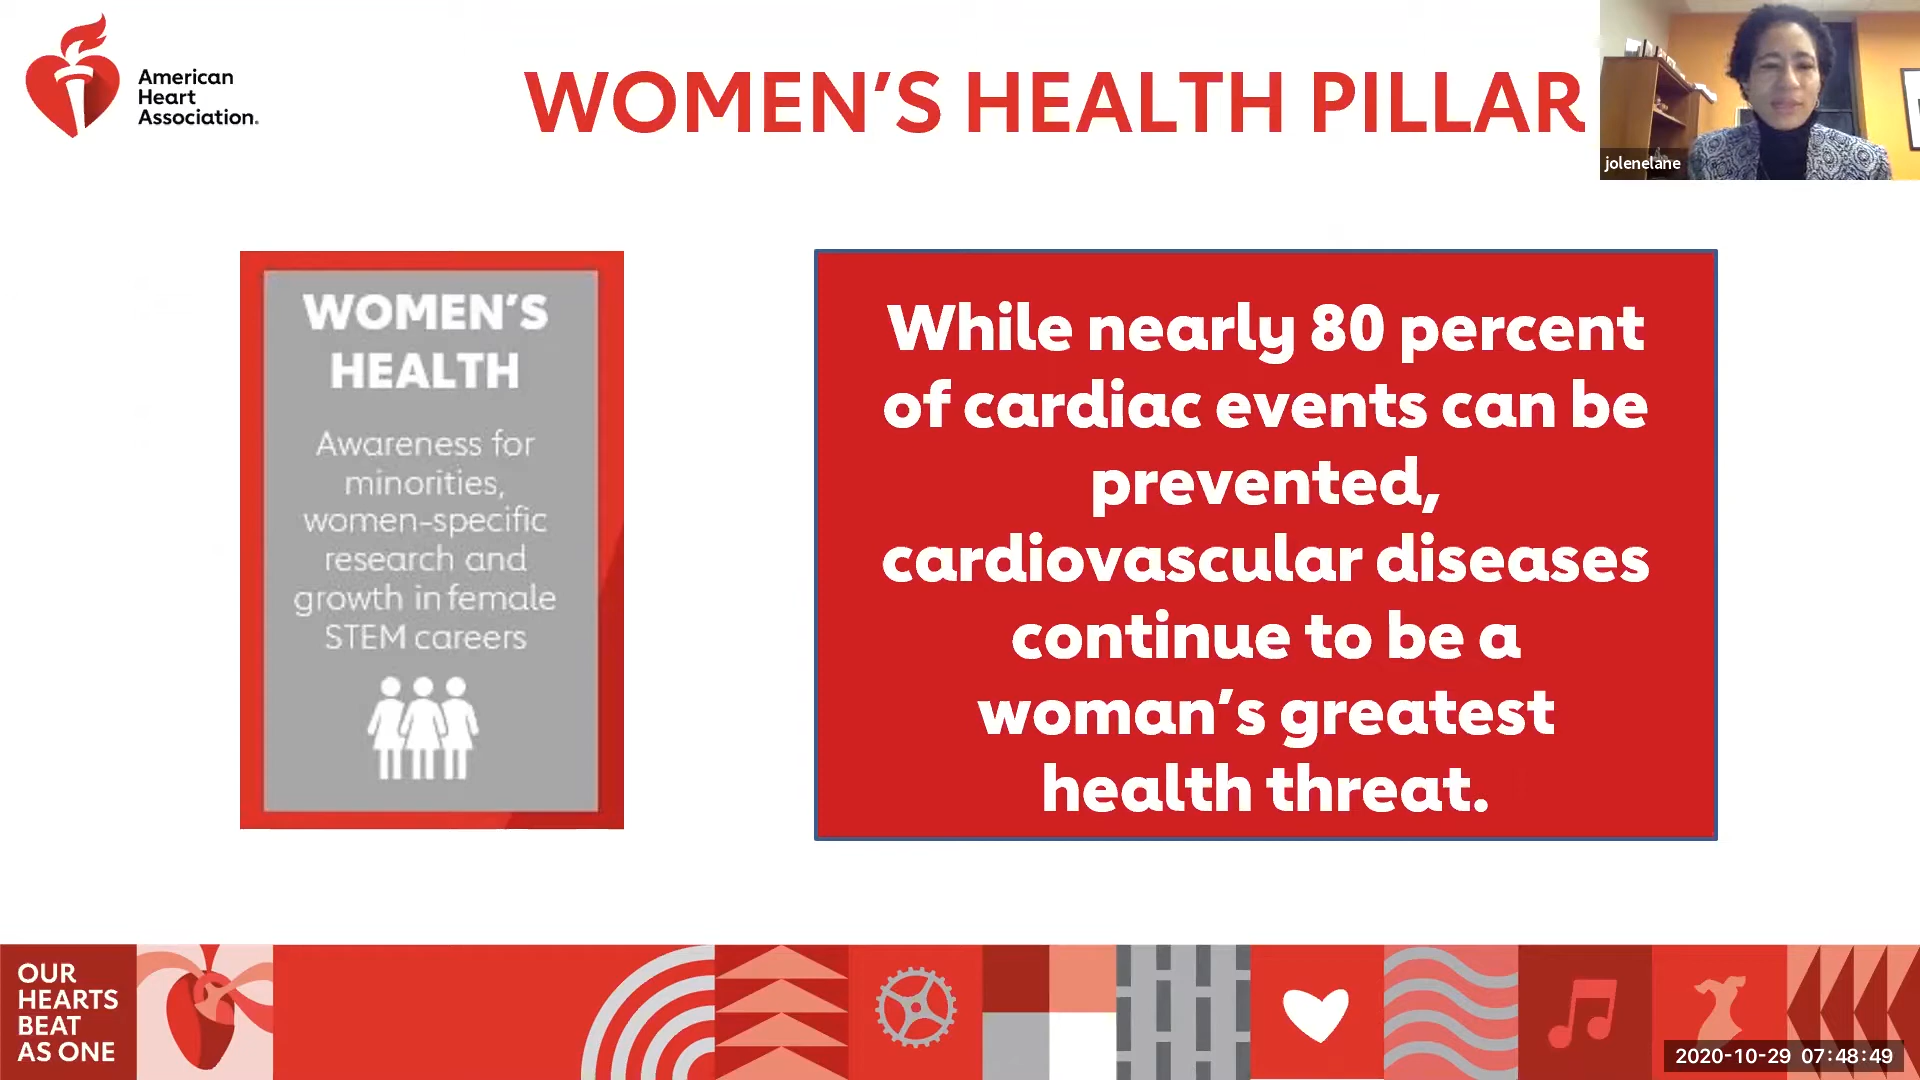 American
Heart
Association.
WOMEN'S HEALTH PILLAR
jolenelane
WOMEN'S
HEALTH
Awareness for
minorities,
women-specific
research and
growth in female
STEM careers
While nearly 80 percent
of cardiac events can be
prevented,
cardiovascular diseases
continue to be a
woman's greatest
health threat.
OUR
HEARTS
BEAT
AS ONE
2020-10-29 07:48:49